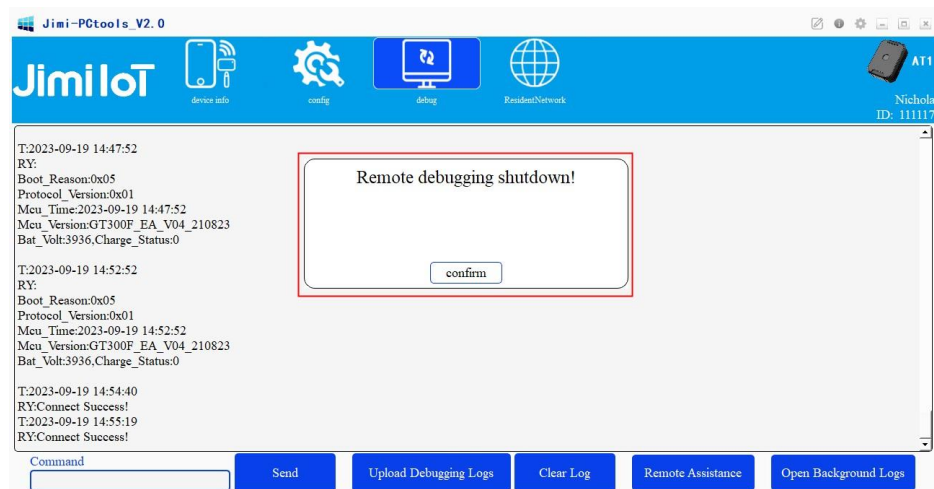 Jimi-PCtools_V2.0
Jimi IoT
device info
config
debug
ResidentNetwork
AT1
Nichola
ID: 111117
T:2023-09-19 14:47:52
RY:
Boot_Reason:0x05
Protocol_Version:0x01
Mcu_Time:2023-09-19 14:47:52
Mcu_Version:GT300F_EA_V04_210823
Bat_Volt:3936,Charge_Status:0
T:2023-09-19 14:52:52
RY:
Boot_Reason:0x05
Protocol_Version:0x01
Mcu_Time:2023-09-19 14:52:52
Mcu_Version:GT300F_EA_V04_210823
Bat_Volt:3936,Charge_Status:0
T:2023-09-19 14:54:40
RY:Connect Success!
T:2023-09-19 14:55:19
RY:Connect Success!
Remote debugging shutdown!
confirm
Command
Send
Upload Debugging Logs
Clear Log
Remote Assistance
Open Background Logs